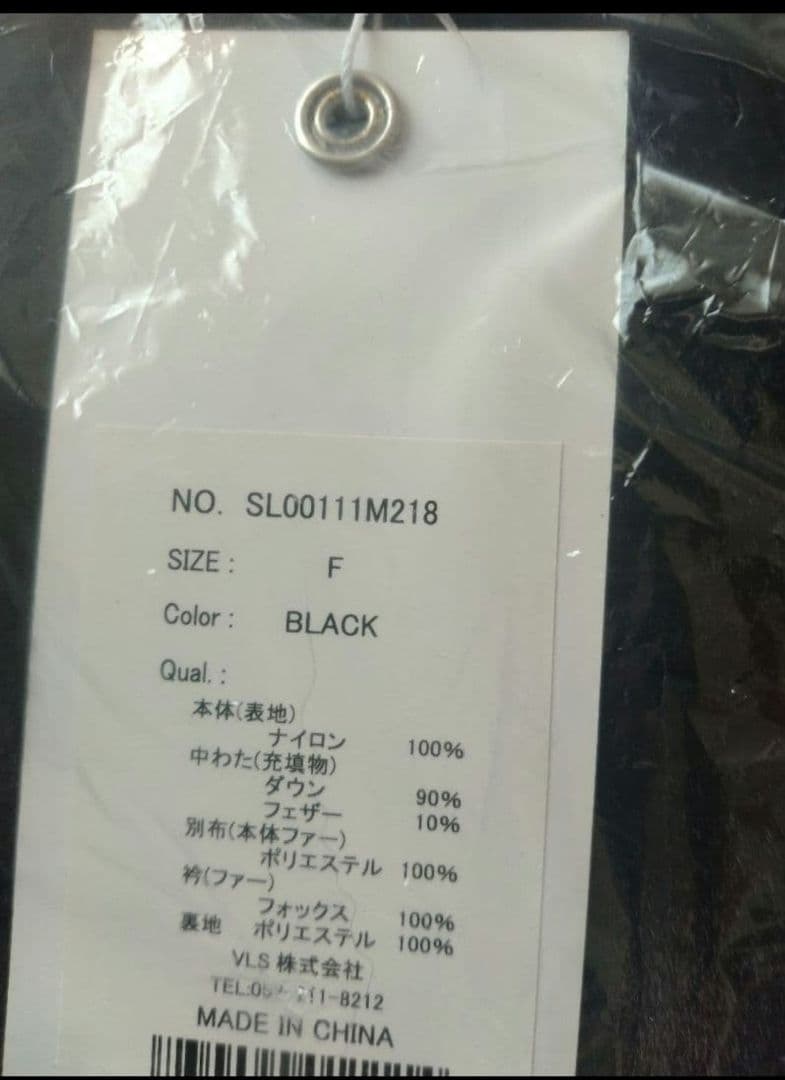 NO. SL00111M218
SIZE : F
Color : BLACK
Qual. :
本体(表地)
ナイロン 100%
中わた(充填物)
ダウン 90%
フェザー 10%
別布(本体ファー)
ポリエステル 100%
衿(ファー)
フォックス 100%
裏地 ポリエステル 100%
VLS 株式会社
MADE IN CHINA